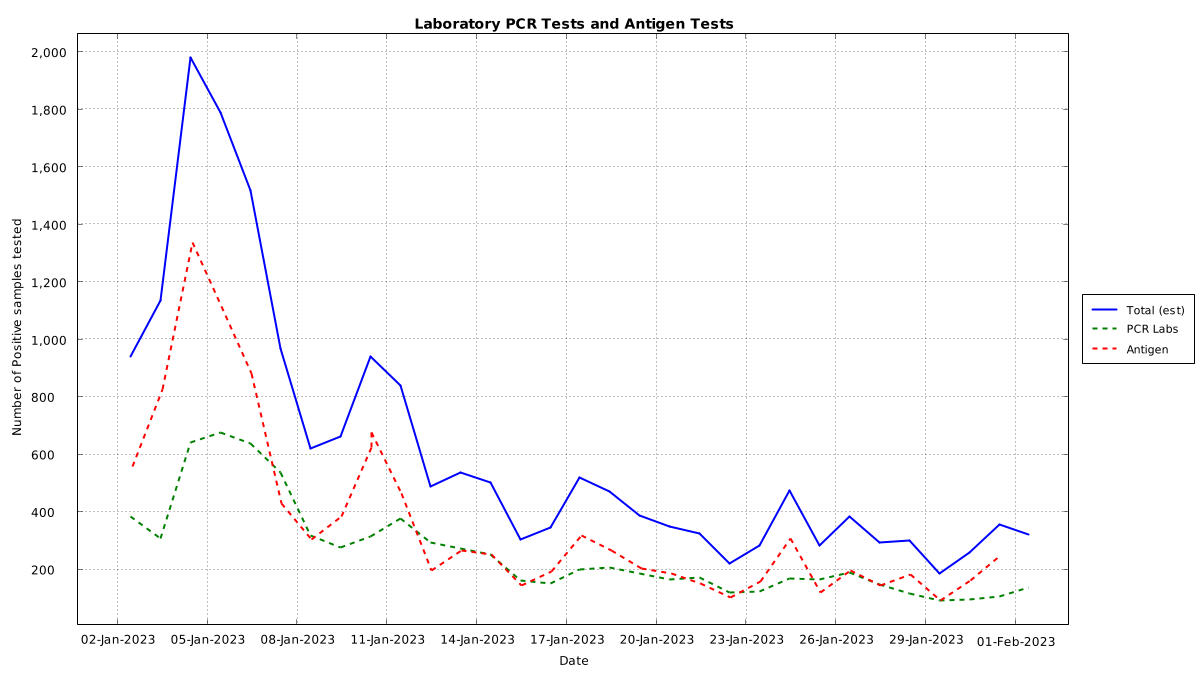 Laboratory PCR Tests and Antigen Tests
Number of Positive samples tested
2,000
1,800
1,600
1,400
1,200
1,000
800
600
400
200
02-Jan-2023 05-Jan-2023 08-Jan-2023 11-Jan-2023 14-Jan-2023 17-Jan-2023 20-Jan-2023 23-Jan-2023 26-Jan-2023 29-Jan-2023 01-Feb-2023
Date
Total (est)
PCR Labs
Antigen